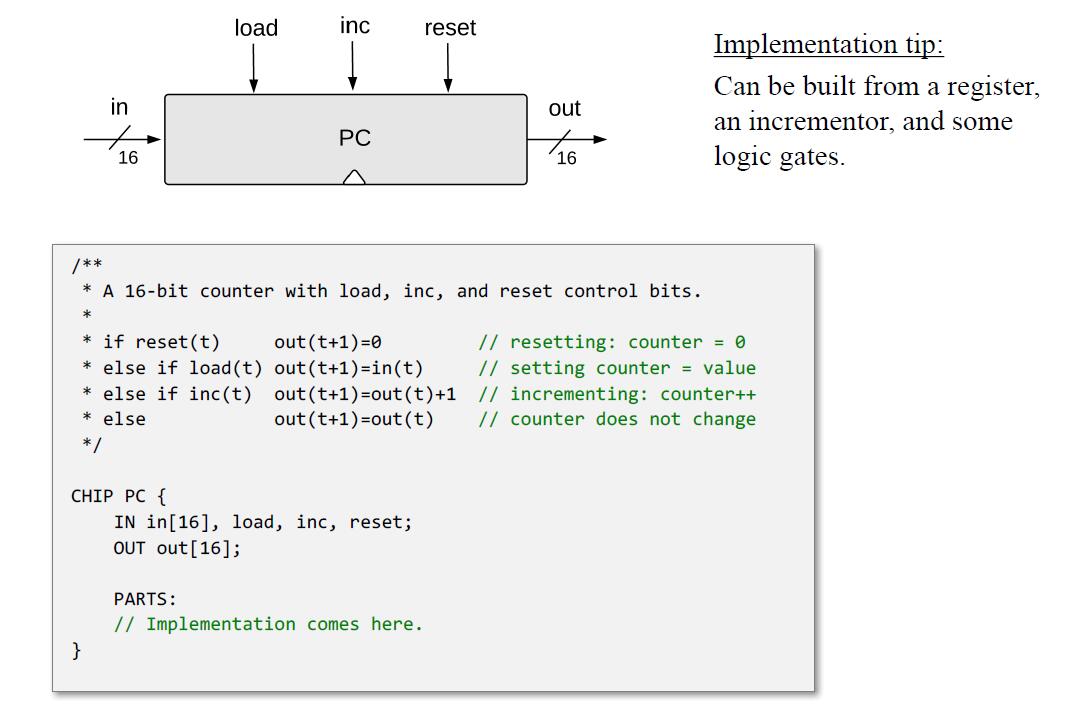 load inc reset
in
16
PC
out
16
Implementation tip:
Can be built from a register,
an incrementor, and some
logic gates.
/**
 * A 16-bit counter with load, inc, and reset control bits.
 *
 * if reset(t)     out(t+1)=0         // resetting: counter = 0
 * else if load(t) out(t+1)=in(t)     // setting counter = value
 * else if inc(t)  out(t+1)=out(t)+1  // incrementing: counter++
 * else            out(t+1)=out(t)    // counter does not change
 */
CHIP PC {
    IN in[16], load, inc, reset;
    OUT out[16];
    PARTS:
    // Implementation comes here.
}